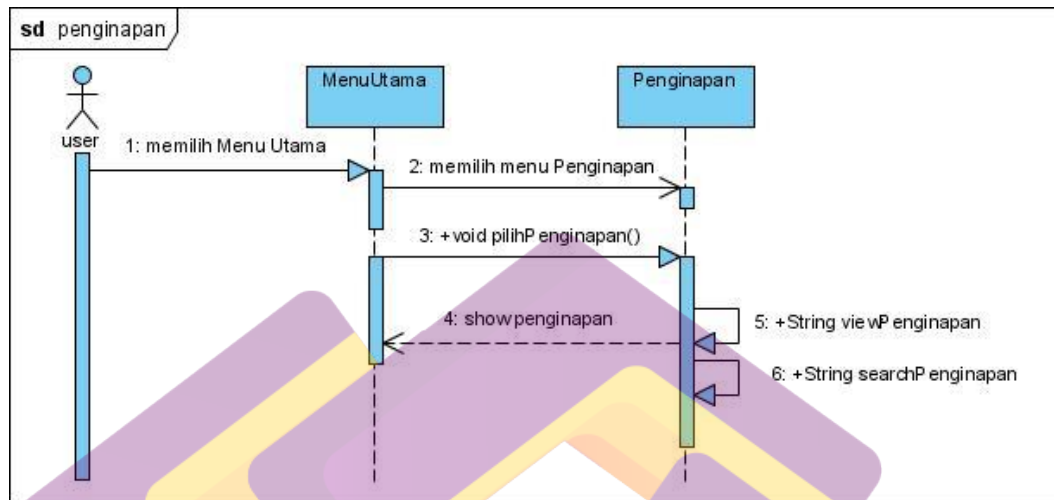 sd penginapan
MenuUtama
Penginapan
user
1: memilih Menu Utama
2: memilih menu Penginapan
3: +void pilihPenginapan()
4: showpenginapan
5: +String viewPenginapan
6: +String searchPenginapan